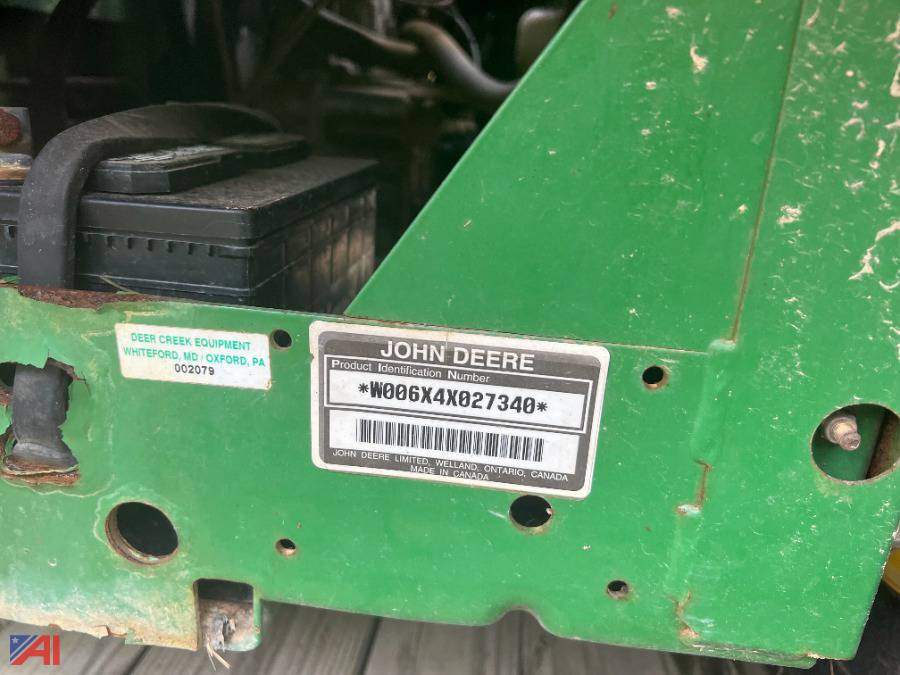 DEER CREEK EQUIPMENT
WHITEFORD, MD / OXFORD, PA
002079
JOHN DEERE
Product Identification Number
*W006X4X027340*
JOHN DEERE LIMITED, WELLAND, ONTARIO, CANADA
MADE IN CANADA
AI